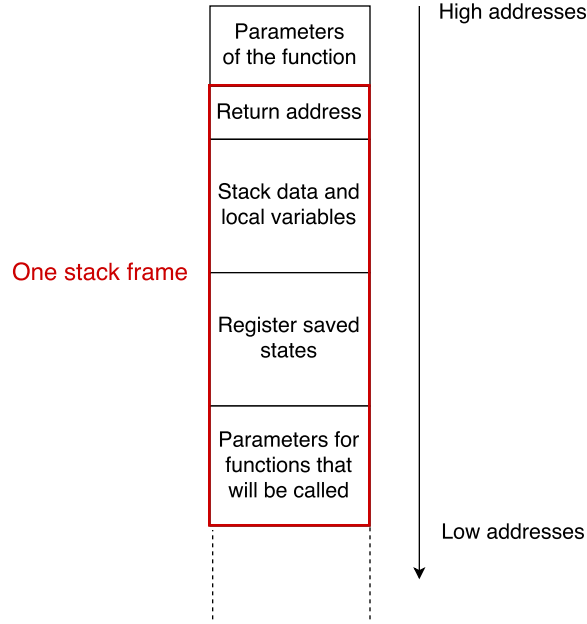 High addresses
Parameters
of the function
Return address
Stack data and
local variables
One stack frame
Register saved
states
Parameters for
functions that
will be called
Low addresses